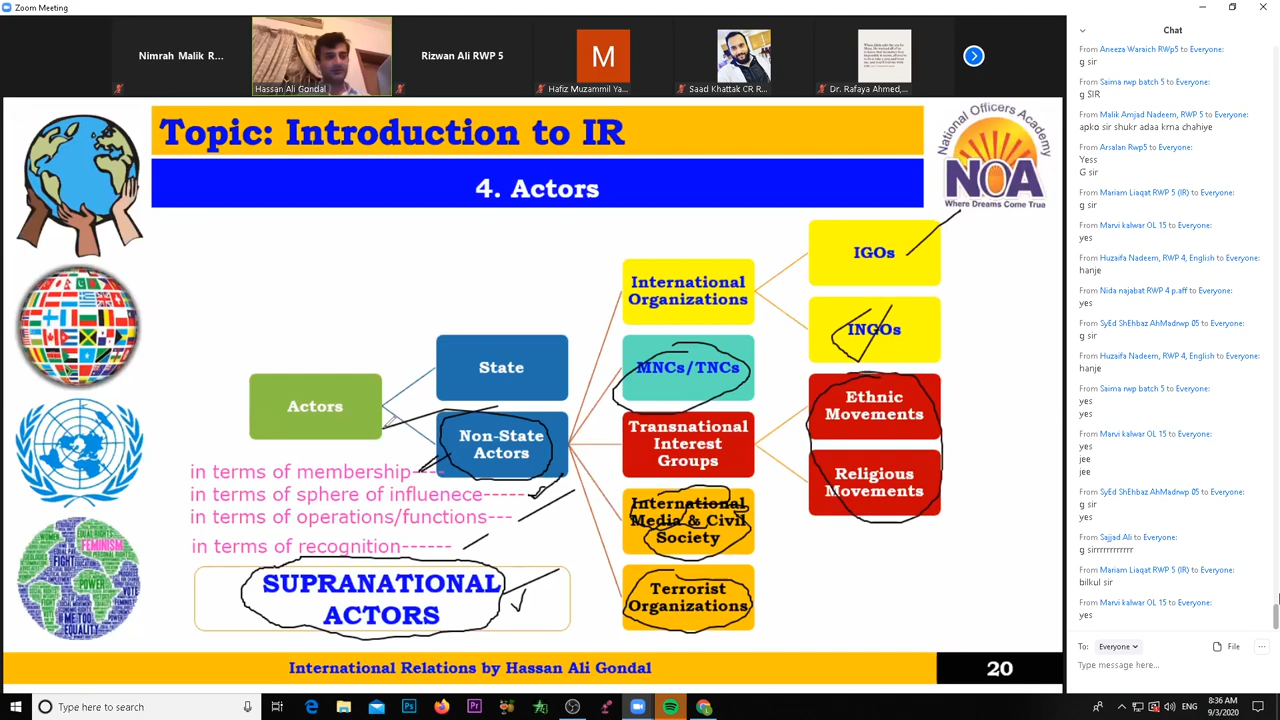 Zoom Meeting
Nimrah Malik R...
Hassan Ali Gondal
Rizwan Ali RWP 5
M
Hafiz Muzammil Ya...
Saad Khattak CR R...
Dr. Rafaya Ahmed,...
Topic: Introduction to IR
4. Actors
National Officers Academy
NOA
Where Dreams Come True
Actors
State
Non-State
Actors
International
Organizations
MNCs/TNCs
Transnational
Interest
Groups
International
Media & Civil
Society
Terrorist
Organizations
IGOs
INGOs
Ethnic
Movements
Religious
Movements
in terms of membership----
in terms of sphere of influenece-----
in terms of operations/functions---
in terms of recognition------
SUPRANATIONAL
ACTORS
International Relations by Hassan Ali Gondal
20
Chat
From Aneeza Waraich RWp5 to Everyone:
g sir
From Saima rwp batch 5 to Everyone:
g SIR
From Malik Amjad Nadeem, RWP 5 to Everyone:
apko sir shukr adaa krna chahiye
From Arsalan Rwp5 to Everyone:
Yess
G sir
From Mariam Liaqat RWP 5 (IR) to Everyone:
g sir
From Marvi kalwar OL 15 to Everyone:
yes
From Huzaifa Nadeem, RWP 4, English to Everyone:
hanje
From Nida najabat RWP 4 p.aff to Everyone:
yes
From SyEd ShEhbaz AhMadrwp 05 to Everyone:
g sir
From Huzaifa Nadeem, RWP 4, English to Everyone:
hanje
From Saima rwp batch 5 to Everyone:
yes
yes
From Marvi kalwar OL 15 to Everyone:
yes
jee
jee
From SyEd ShEhbaz AhMadrwp 05 to Everyone:
g sir
yes
From Sajjad Ali to Everyone:
g sirrrrrrrrrrrr
From Mariam Liaqat RWP 5 (IR) to Everyone:
bilkul sir
From Marvi kalwar OL 15 to Everyone:
yes
To: Everyone
File
Type message here...
Type here to search
ENG
8:36 AM
9/3/2020